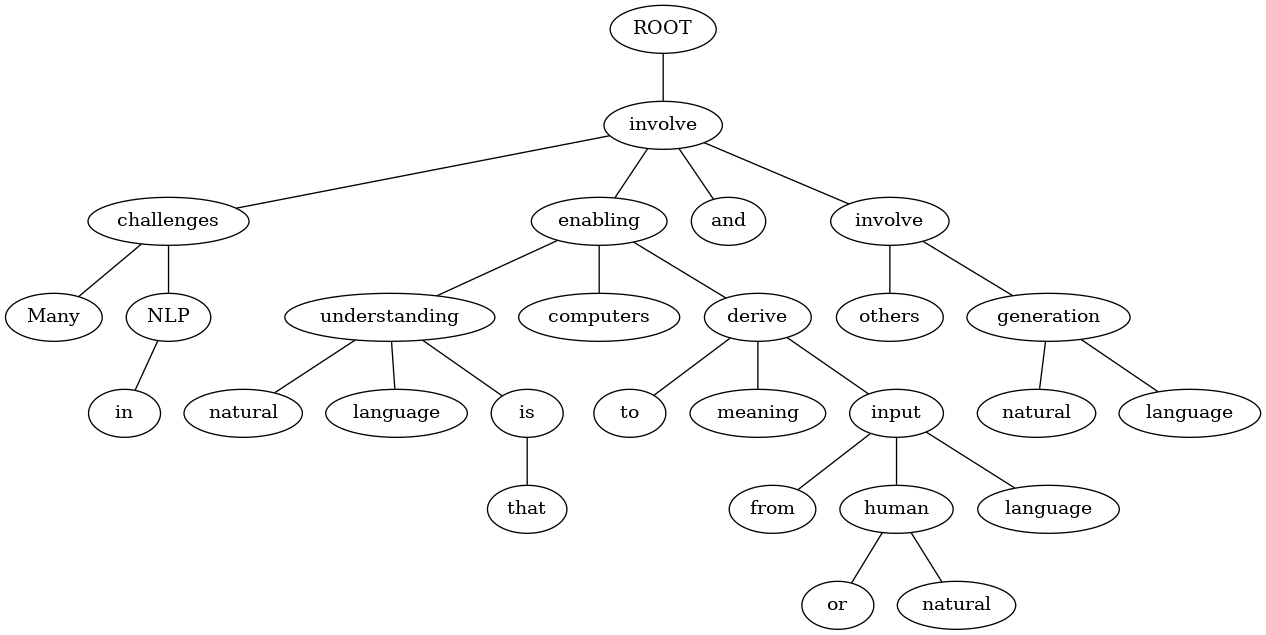 ROOT
involve
challenges enabling and involve
Many NLP understanding computers derive others generation
in natural language is to meaning input natural language
that from human language
or natural